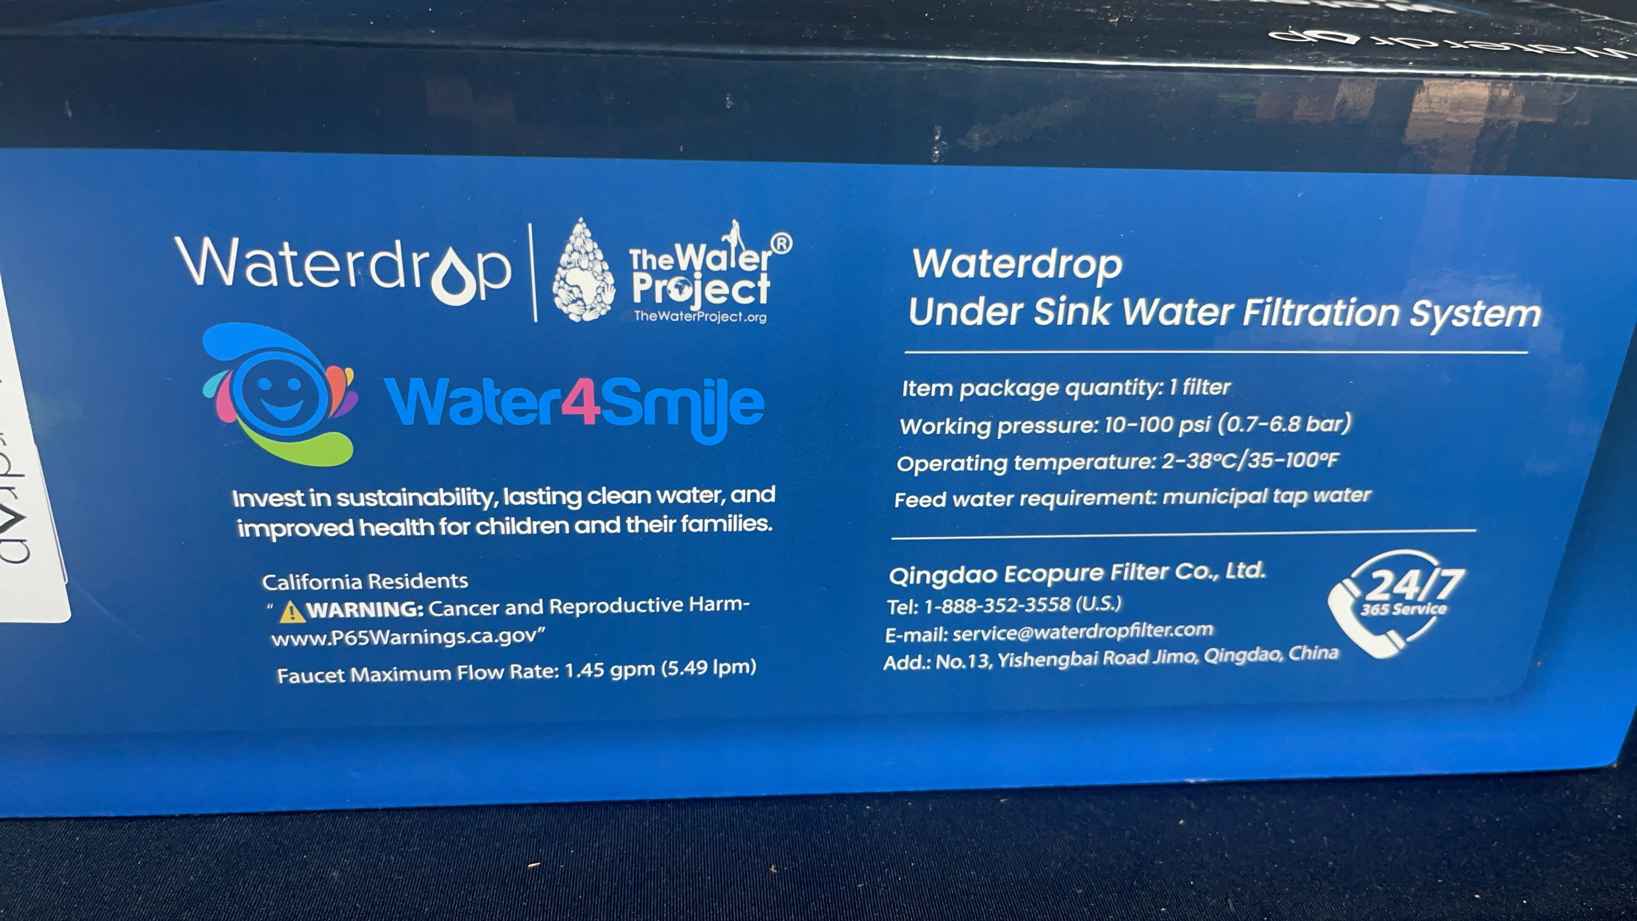 Waterdrop
Waterdrop
TheWater®
Project
TheWaterProject.org
Water4Smile
Invest in sustainability, lasting clean water, and
improved health for children and their families.
California Residents
“⚠WARNING: Cancer and Reproductive Harm-
www.P65Warnings.ca.gov”
Faucet Maximum Flow Rate: 1.45 gpm (5.49 lpm)
Waterdrop
Under Sink Water Filtration System
Item package quantity: 1 filter
Working pressure: 10-100 psi (0.7-6.8 bar)
Operating temperature: 2-38°C/35-100°F
Feed water requirement: municipal tap water
Qingdao Ecopure Filter Co., Ltd.
Tel: 1-888-352-3558 (U.S.)
E-mail: service@waterdropfilter.com
Add.: No.13, Yishengbai Road Jimo, Qingdao, China
24/7
365 Service